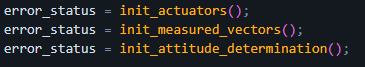 error_status = init_actuators();
error_status = init_measured_vectors();
error_status = init_attitude_determination();